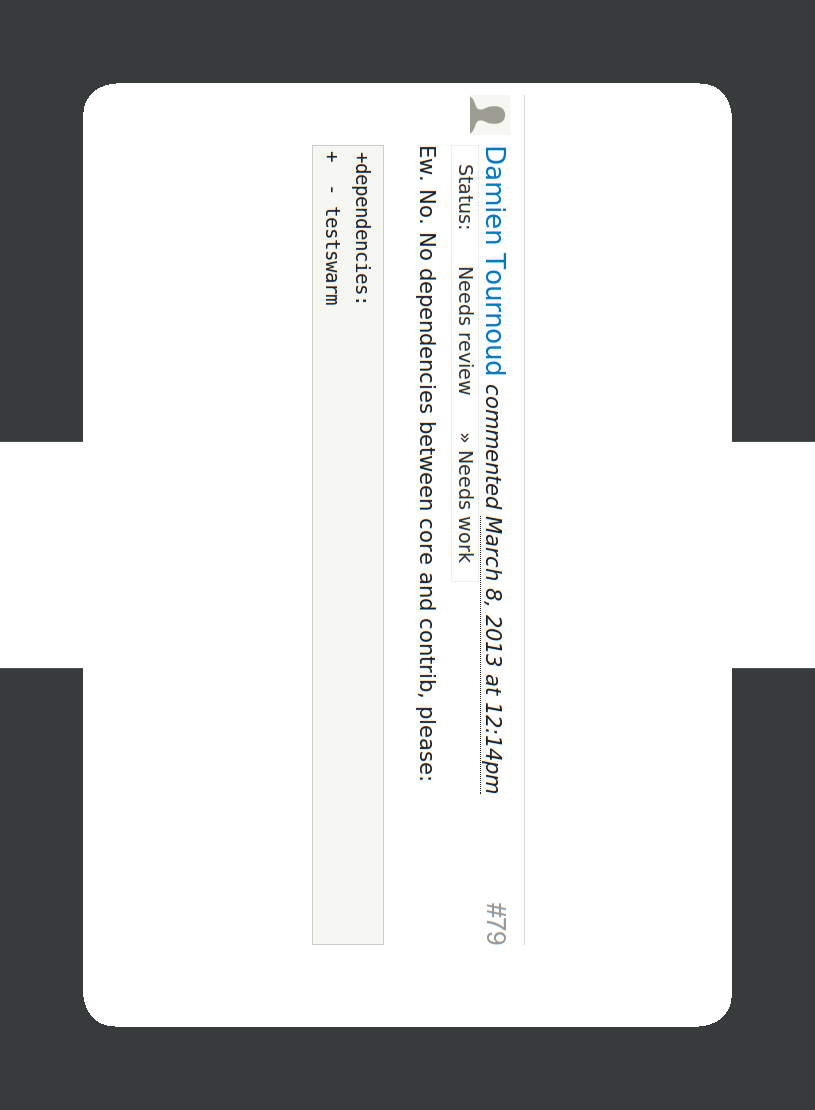 Damien Tournoud commented March 8, 2013 at 12:14pm #79
Status: Needs review » Needs work
Ew. No. No dependencies between core and contrib, please:
+dependencies:
+  - testswarm